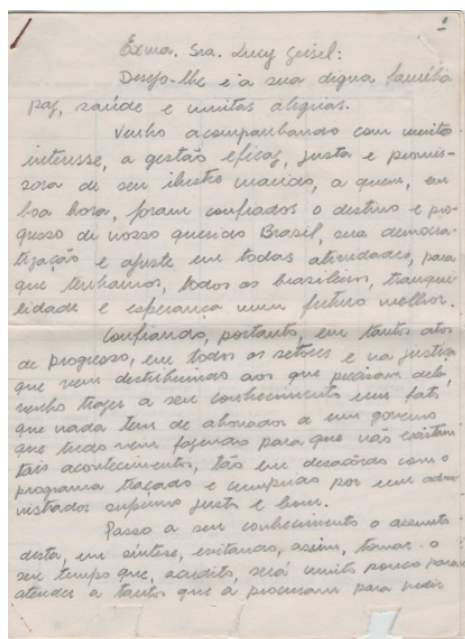 1
Exma. Sra. Lucy Geisel:
Desejo-lhe e à sua digna família
paz, saúde e muitas alegrias.
Venho acompanhando com muito
interesse, a gestão eficaz, justa e promis-
sora de seu ilustre marido, a quem, em
boa hora, foram confiados o destino e pro-
gresso de nosso querido Brasil, sua democra-
tização e ajuste em todas atividades, para
que tenhamos, todos os brasileiros, tranqui-
lidade e esperança num futuro melhor.
Confiando, portanto, em tantos atos
de progresso, em todos os setores e na justiça
que vem distribuindo aos que precisam dela,
venho trazer a seu conhecimento um fato
que nada tem de abonador a um governo
que tudo vem fazendo para que não existam
tais acontecimentos, tão em desacôrdo com o
programa traçado e cumprido por um admi-
nistrador supremo justo e bom.
Passo a seu conhecimento o assunto
desta, em síntese, evitando, assim, tomar o
seu tempo que, acredito, será muito pouco para
atender a tantos que a procuram para pedir